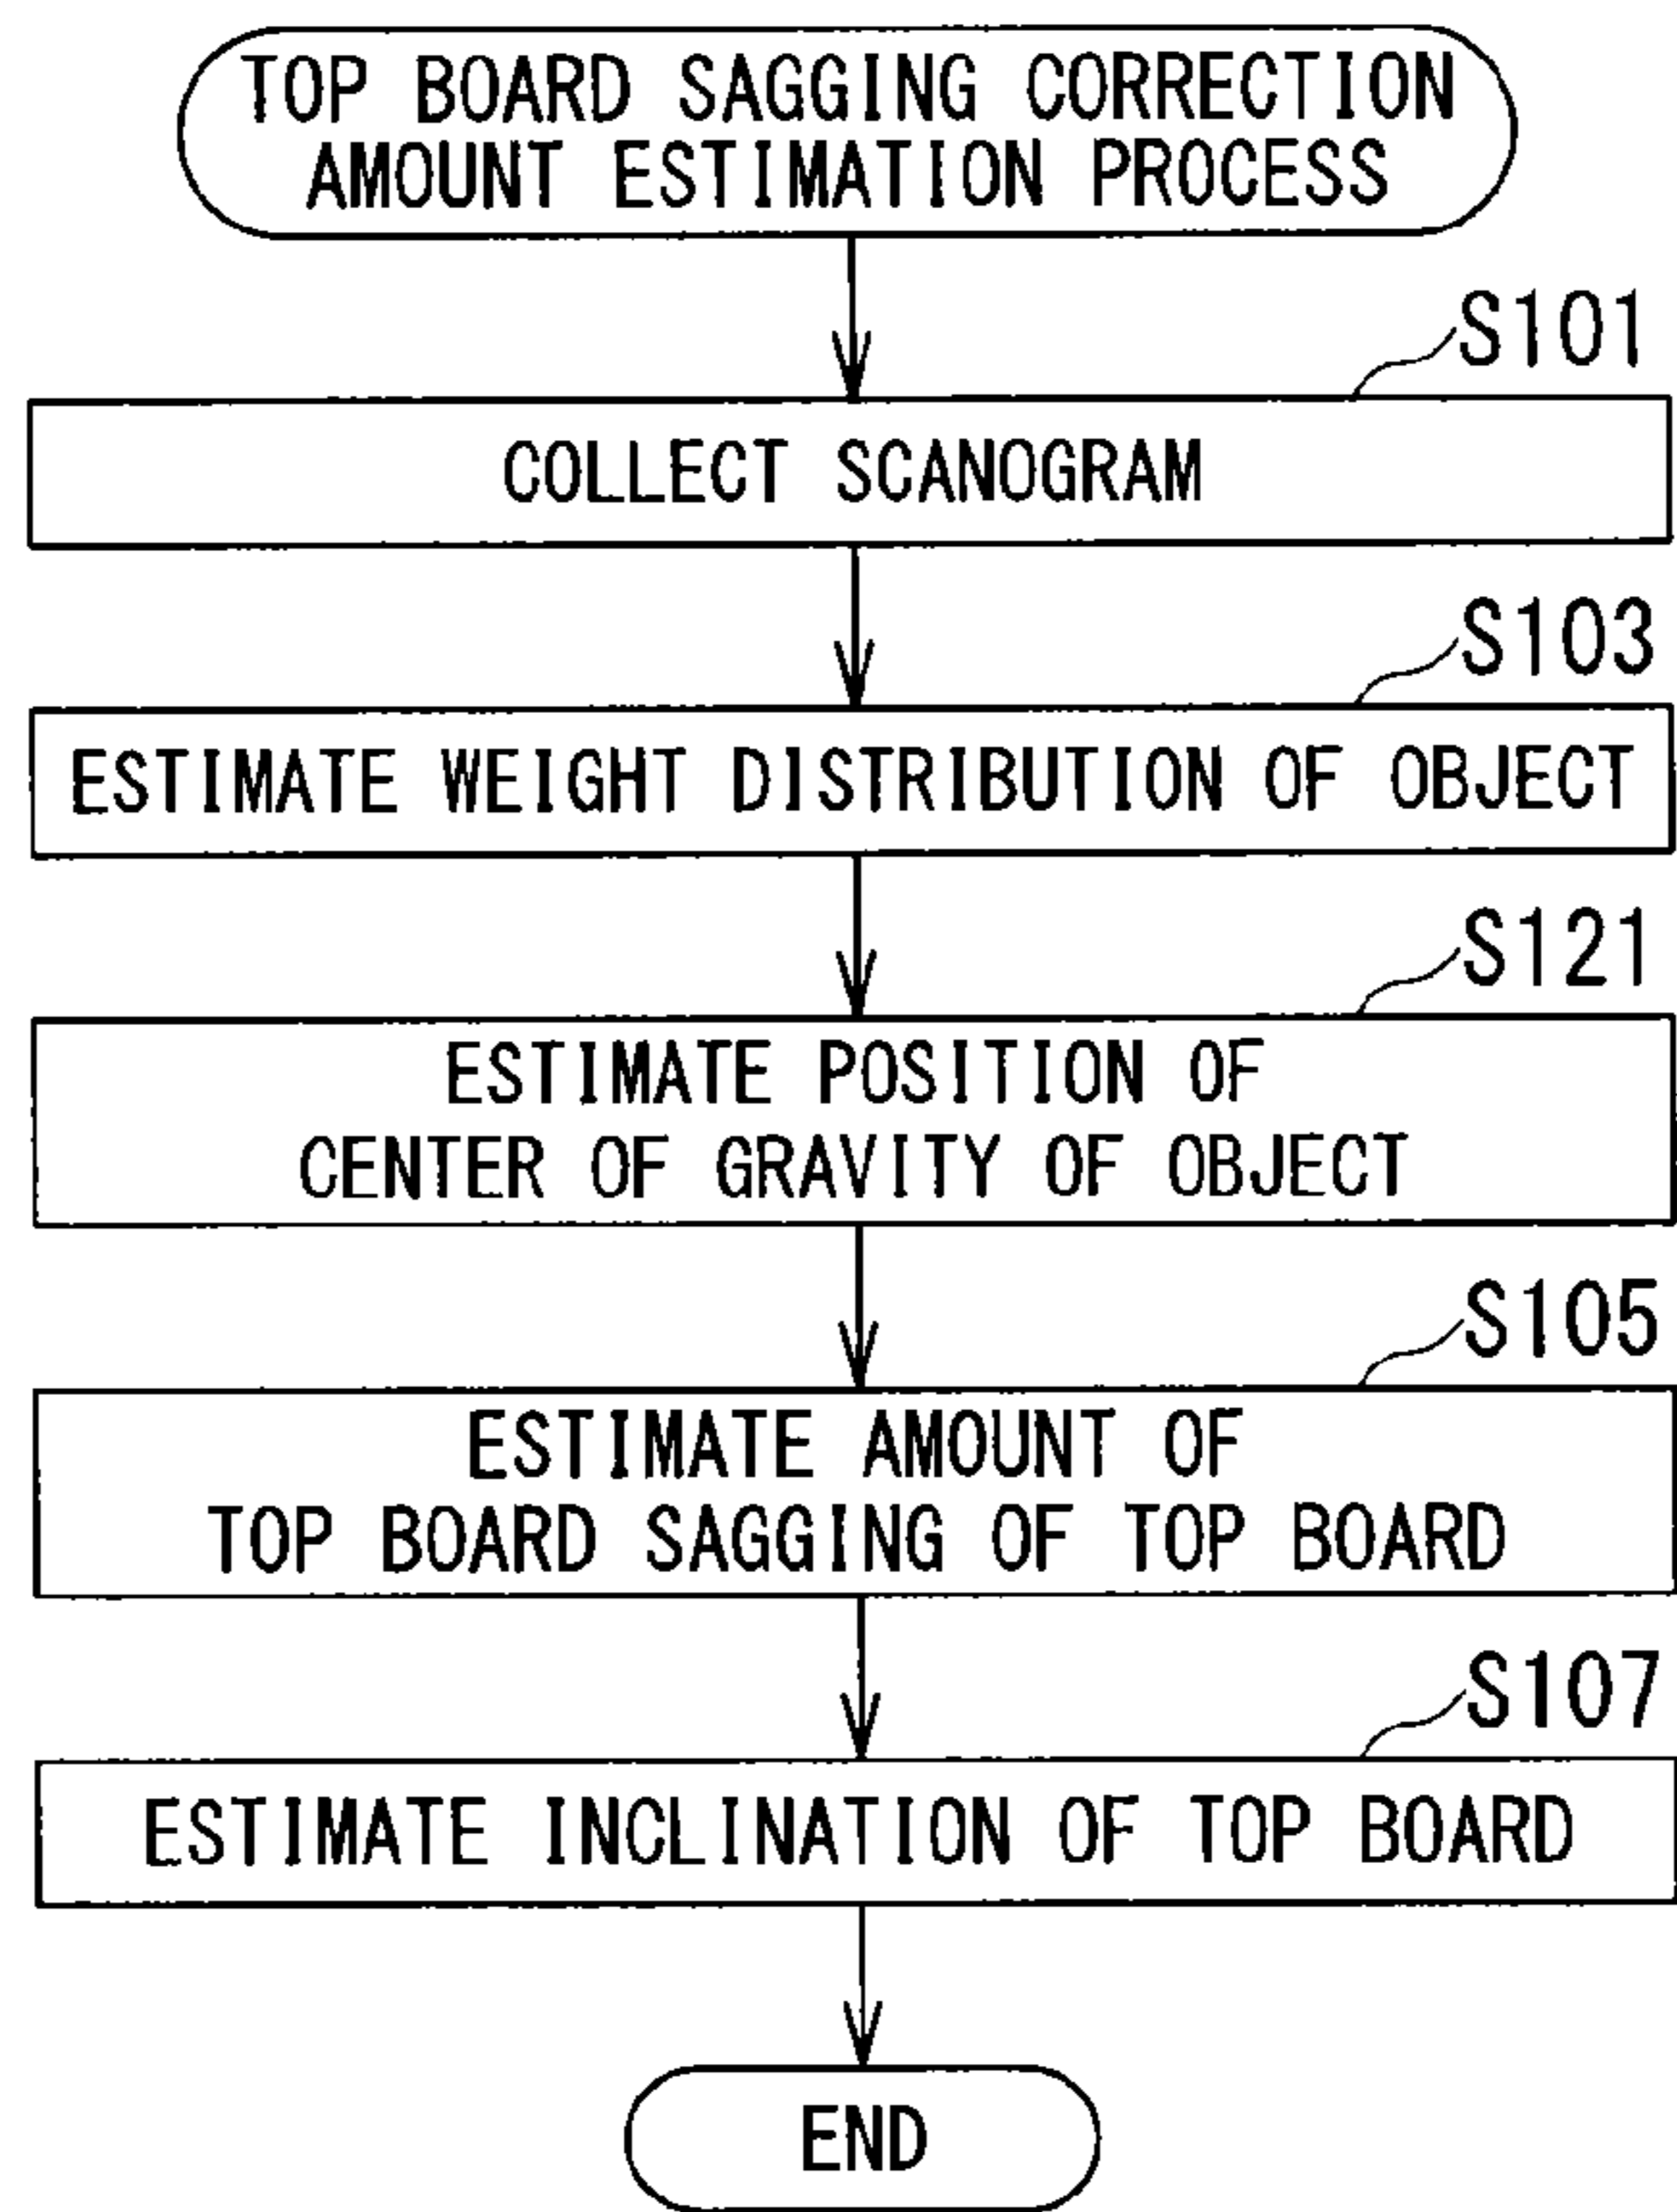 TOP BOARD SAGGING CORRECTION
AMOUNT ESTIMATION PROCESS
S101
COLLECT SCANOGRAM
S103
ESTIMATE WEIGHT DISTRIBUTION OF OBJECT
S121
ESTIMATE POSITION OF
CENTER OF GRAVITY OF OBJECT
S105
ESTIMATE AMOUNT OF
TOP BOARD SAGGING OF TOP BOARD
S107
ESTIMATE INCLINATION OF TOP BOARD
END